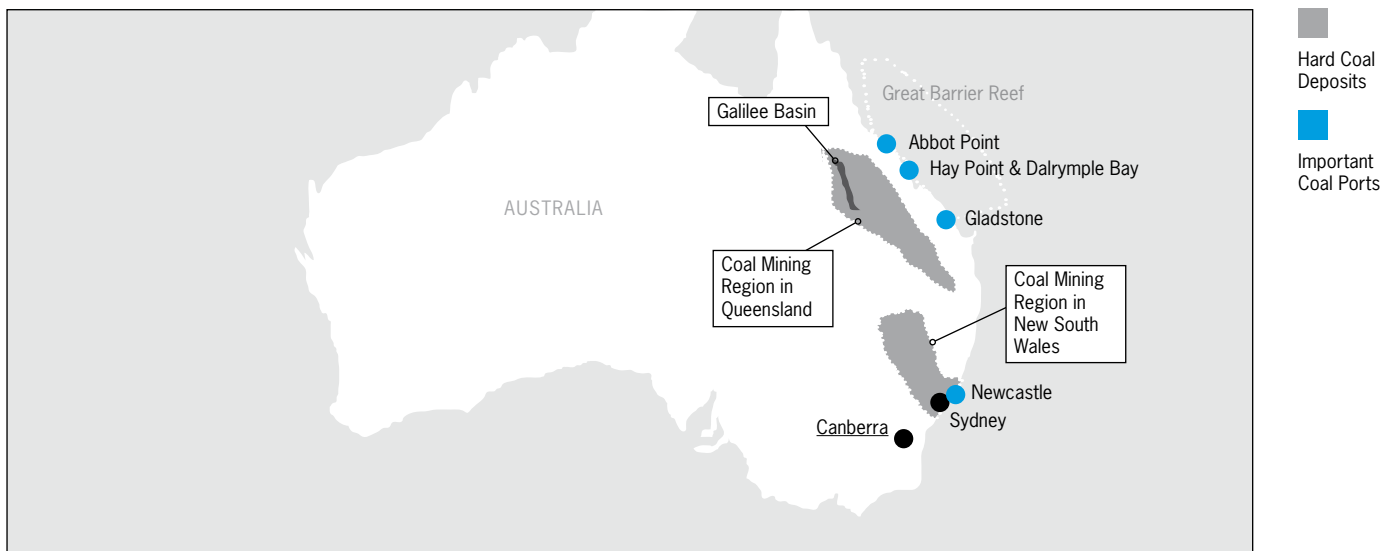 Great Barrier Reef
Galilee Basin
Abbot Point
Hay Point & Dalrymple Bay
AUSTRALIA
Gladstone
Coal Mining
Region in
Queensland
Coal Mining
Region in
New South
Wales
Newcastle
Sydney
Canberra
Hard Coal
Deposits
Important
Coal Ports